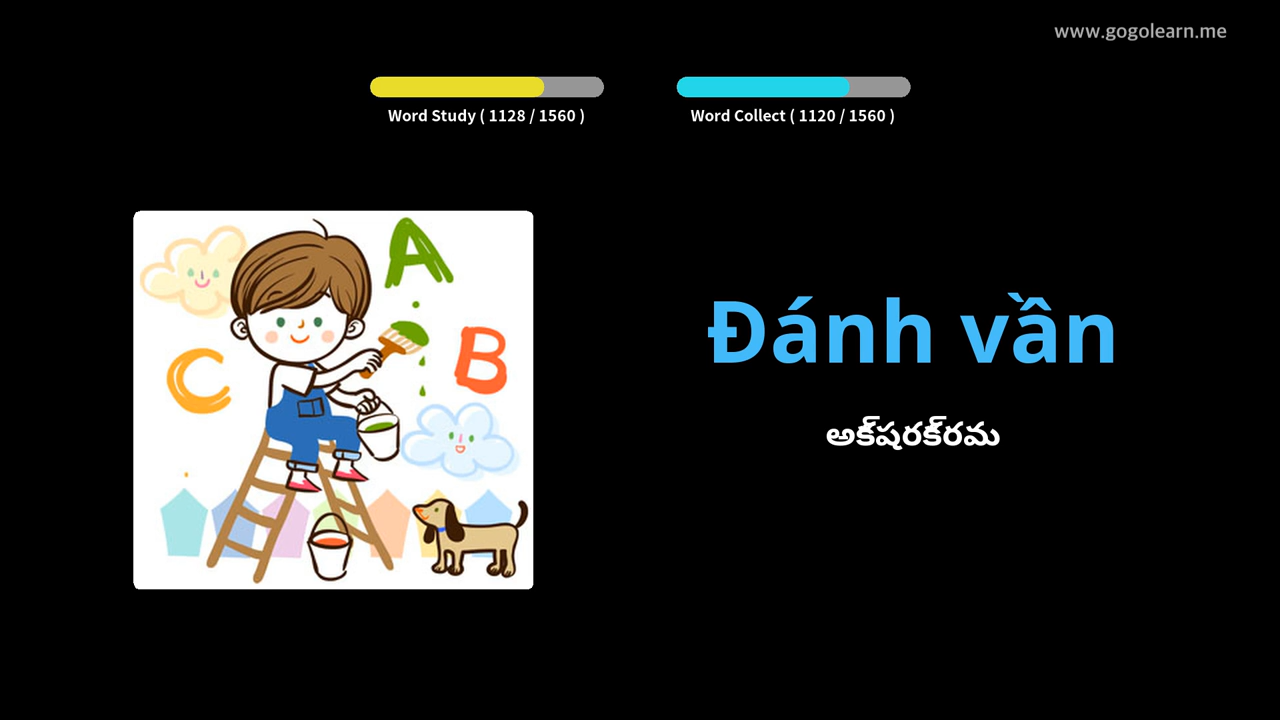 www.gogolearn.me
Word Study ( 1128 / 1560 )
Word Collect ( 1120 / 1560 )
A
B
C
Đánh vần
అక్‌షరక్‌రమ